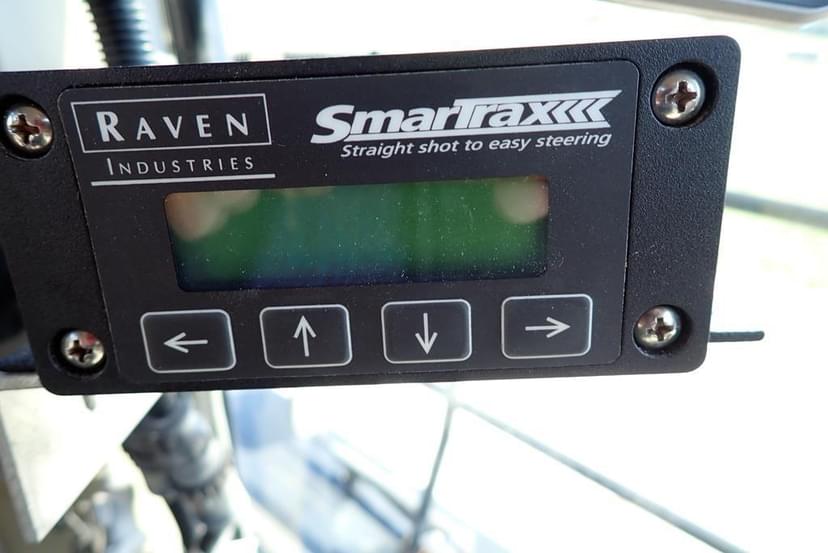 RAVEN
INDUSTRIES
SmarTrax
Straight shot to easy steering
← ↑ ↓ →